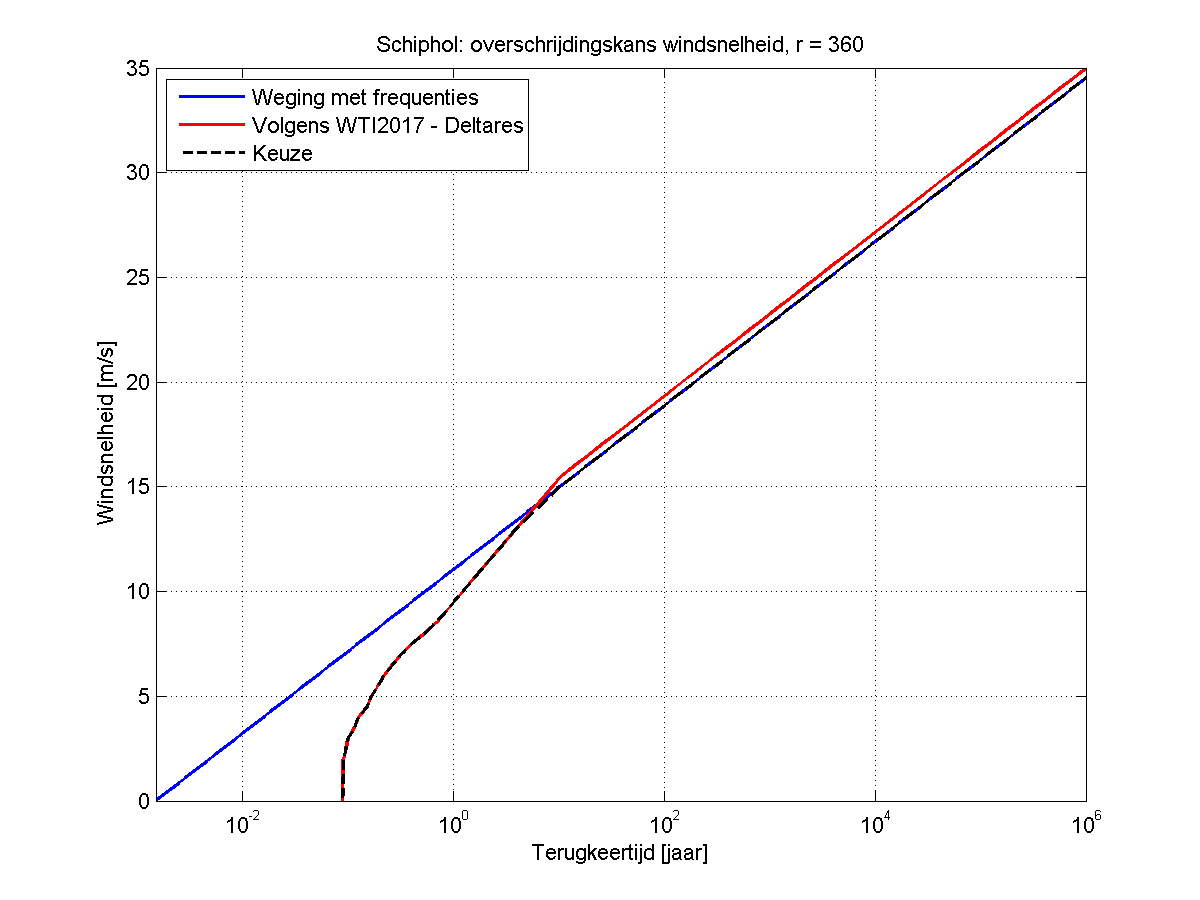 Schiphol: overschrijdingskans windsnelheid, r = 360
Weging met frequenties
Volgens WTI2017 - Deltares
Keuze
35
30
25
20
15
10
5
0
Windsnelheid [m/s]
10^-2 10^0 10^2 10^4 10^6
Terugkeertijd [jaar]